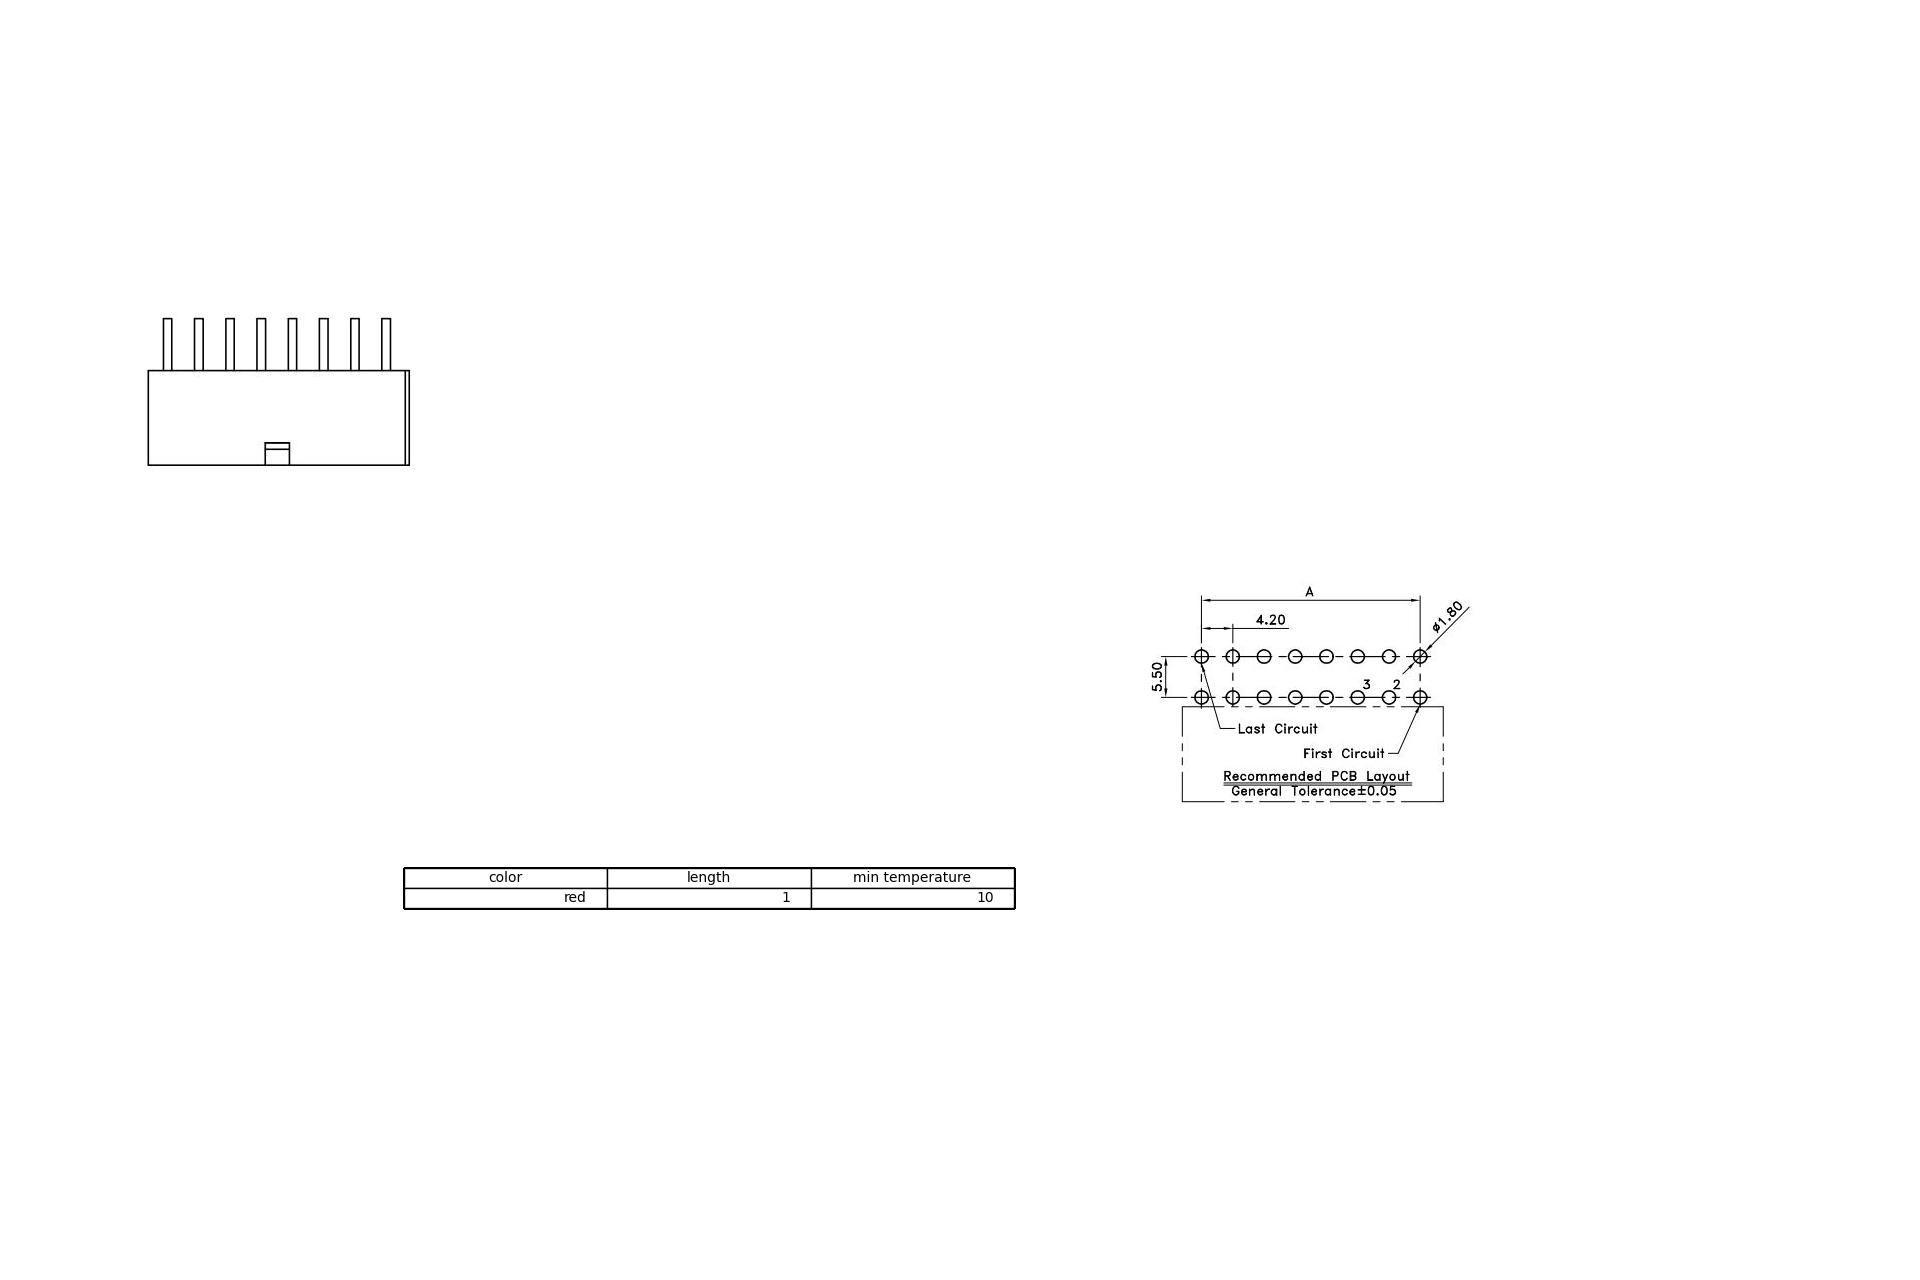 A
4.20
ø1.80
5.50
3 2
Last Circuit
First Circuit
Recommended PCB Layout
General Tolerance±0.05
color length min temperature
red 1 10